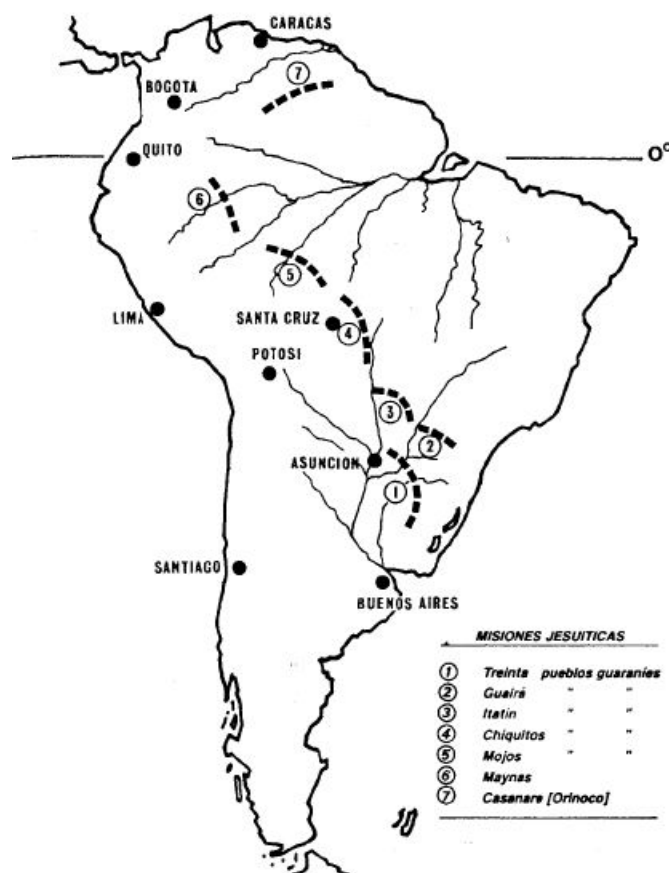 CARACAS
7
BOGOTA
QUITO
0°
6
5
LIMA
SANTA CRUZ
4
POTOSI
3
2
ASUNCION
1
SANTIAGO
BUENOS AIRES
MISIONES JESUITICAS
1 Treinta pueblos guaraníes
2 Guairá " "
3 Itatín " "
4 Chiquitos " "
5 Mojos " "
6 Maynas
7 Casanare [Orinoco]